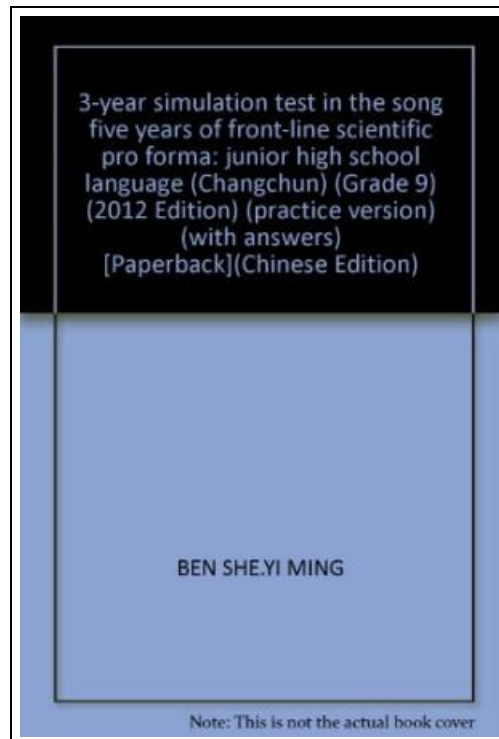 3-year simulation test in the song
five years of front-line scientific
pro forma: junior high school
language (Changchun) (Grade 9)
(2012 Edition) (practice version)
(with answers)
[Paperback](Chinese Edition)
BEN SHE.YI MING
Note: This is not the actual book cover